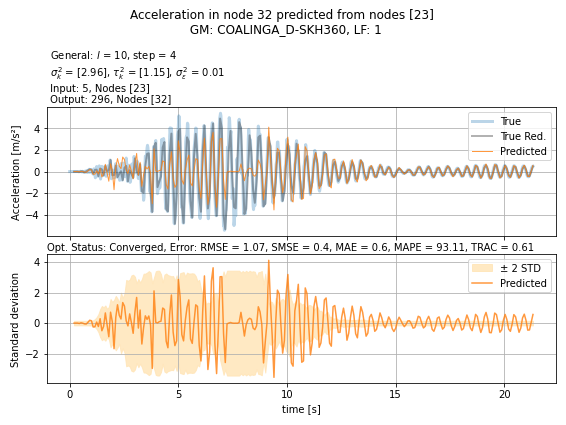 Acceleration in node 32 predicted from nodes [23]
GM: COALINGA_D-SKH360, LF: 1
General: l = 10, step = 4
σ²ₖ = [2.96], τ²ₖ = [1.15], σ²ε = 0.01
Input: 5, Nodes [23]
Output: 296, Nodes [32]
Acceleration [m/s²]
4
2
0
−2
−4
True
True Red.
Predicted
Opt. Status: Converged, Error: RMSE = 1.07, SMSE = 0.4, MAE = 0.6, MAPE = 93.11, TRAC = 0.61
Standard deviation
4
2
0
−2
± 2 STD
Predicted
0 5 10 15 20
time [s]